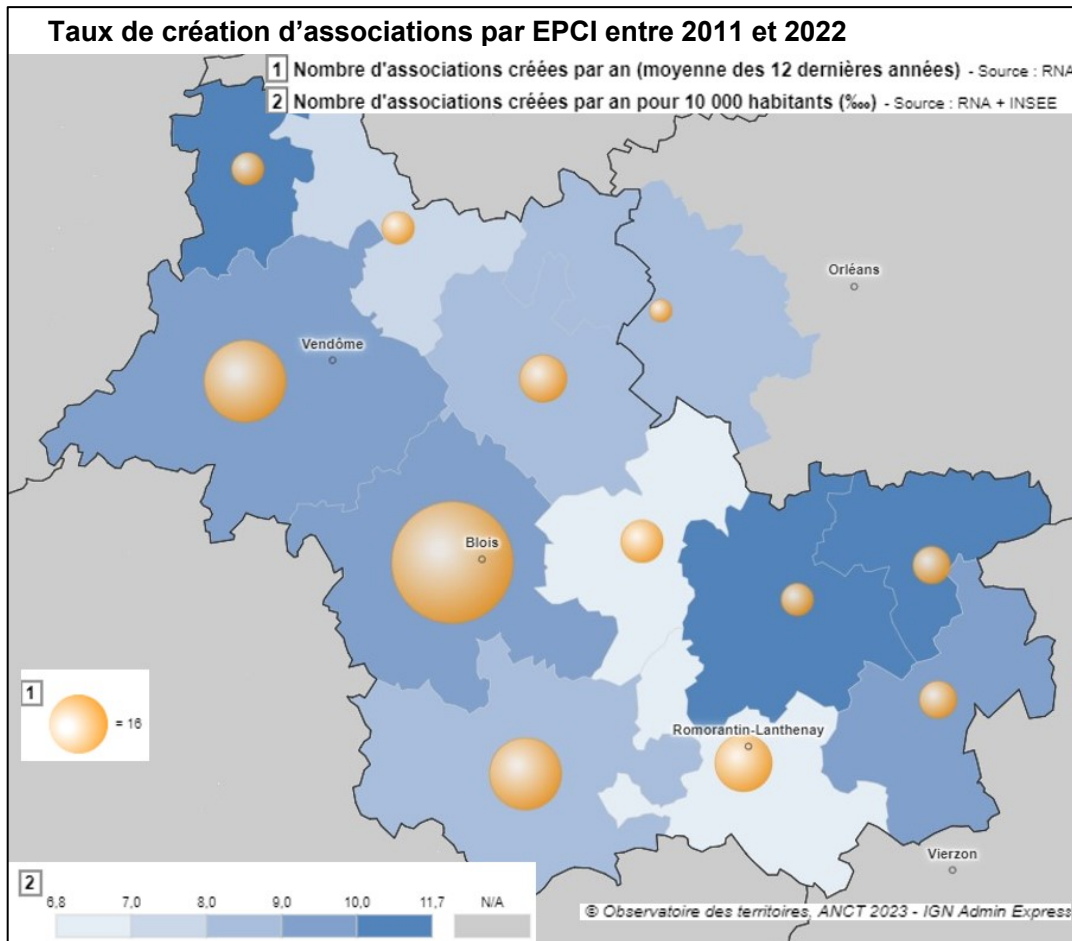 Taux de création d’associations par EPCI entre 2011 et 2022
1 Nombre d'associations créées par an (moyenne des 12 dernières années) - Source : RNA
2 Nombre d'associations créées par an pour 10 000 habitants (‱) - Source : RNA + INSEE
Orléans
Vendôme
Blois
1
= 16
Romorantin-Lanthenay
Vierzon
2
6,8 7,0 8,0 9,0 10,0 11,7 N/A
© Observatoire des territoires, ANCT 2023 - IGN Admin Express